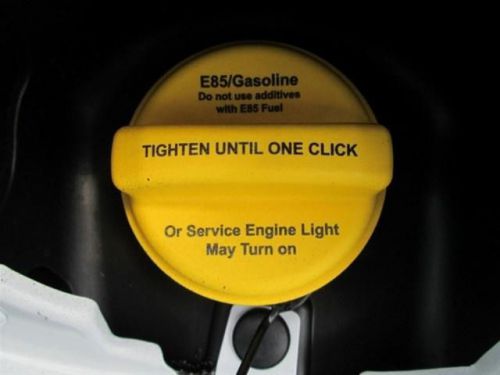 E85/Gasoline
Do not use additives
with E85 Fuel
TIGHTEN UNTIL ONE CLICK
Or Service Engine Light
May Turn on